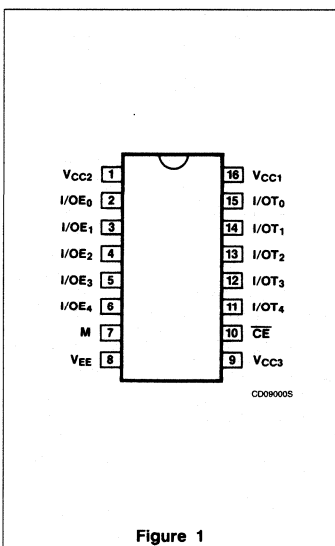 VCC2 1 16 VCC1
I/OE0 2 15 I/OT0
I/OE1 3 14 I/OT1
I/OE2 4 13 I/OT2
I/OE3 5 12 I/OT3
I/OE4 6 11 I/OT4
M 7 10 C̅E̅
VEE 8 9 VCC3
CD09000S
Figure 1